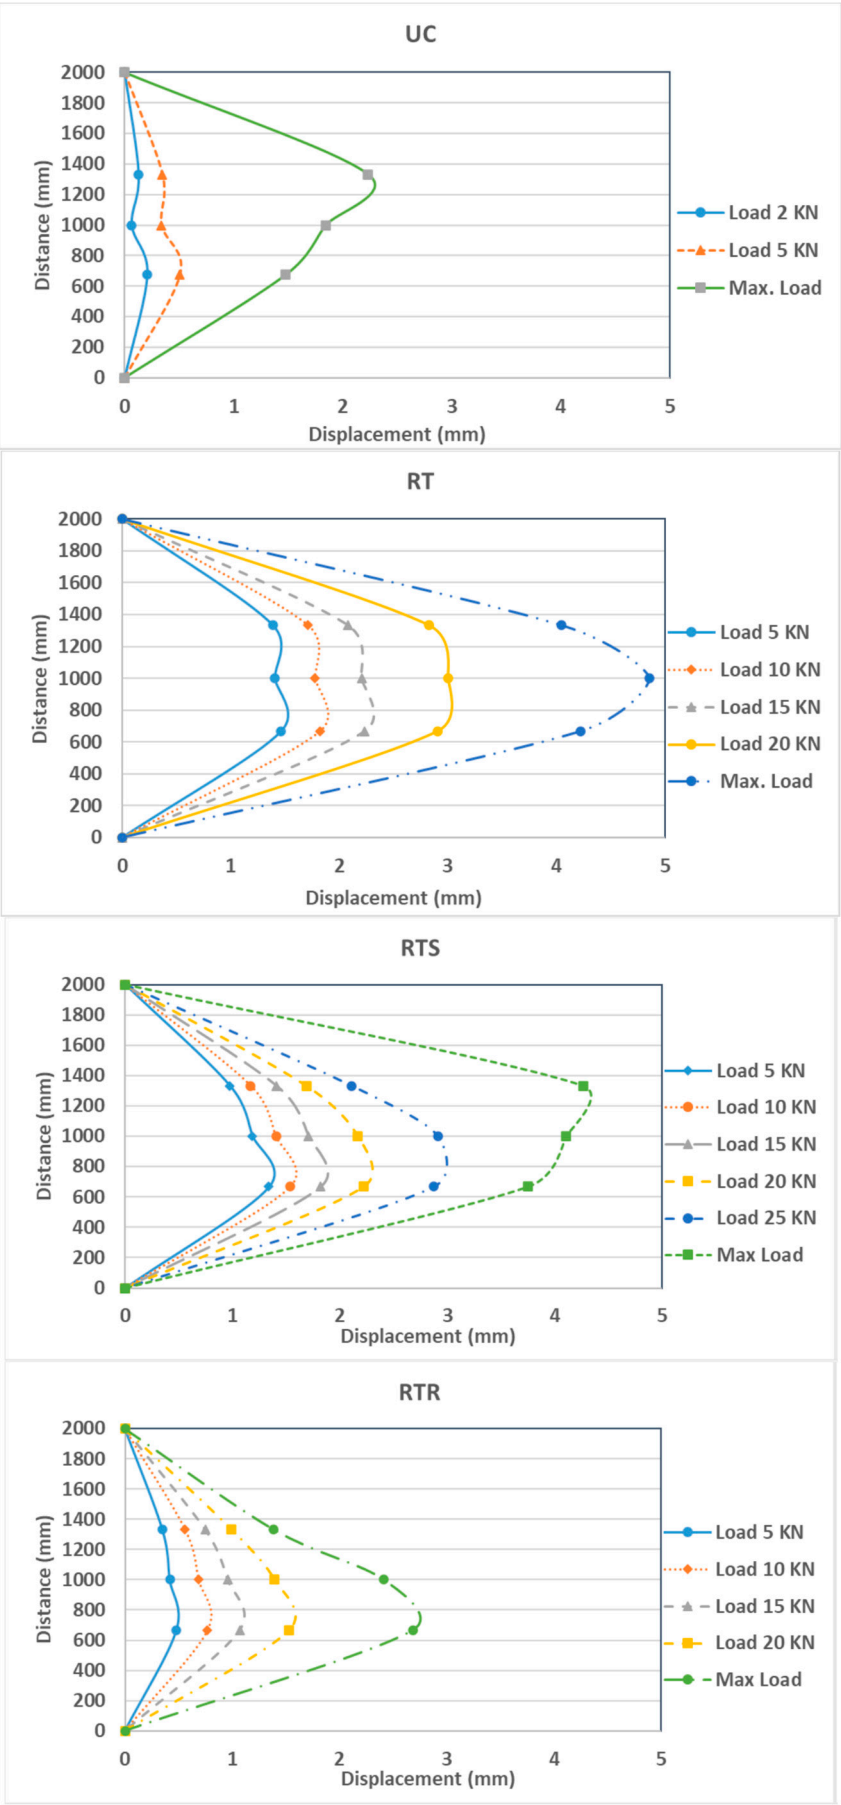 UC
2000
1800
1600
1400
1200
1000
800
600
400
200
0
Distance (mm)
0 1 2 3 4 5
Displacement (mm)
Load 2 KN
Load 5 KN
Max. Load
RT
2000
1800
1600
1400
1200
1000
800
600
400
200
0
Distance (mm)
0 1 2 3 4 5
Displacement (mm)
Load 5 KN
Load 10 KN
Load 15 KN
Load 20 KN
Max. Load
RTS
2000
1800
1600
1400
1200
1000
800
600
400
200
0
Distance (mm)
0 1 2 3 4 5
Displacement (mm)
Load 5 KN
Load 10 KN
Load 15 KN
Load 20 KN
Load 25 KN
Max Load
RTR
2000
1800
1600
1400
1200
1000
800
600
400
200
0
Distance (mm)
0 1 2 3 4 5
Displacement (mm)
Load 5 KN
Load 10 KN
Load 15 KN
Load 20 KN
Max Load